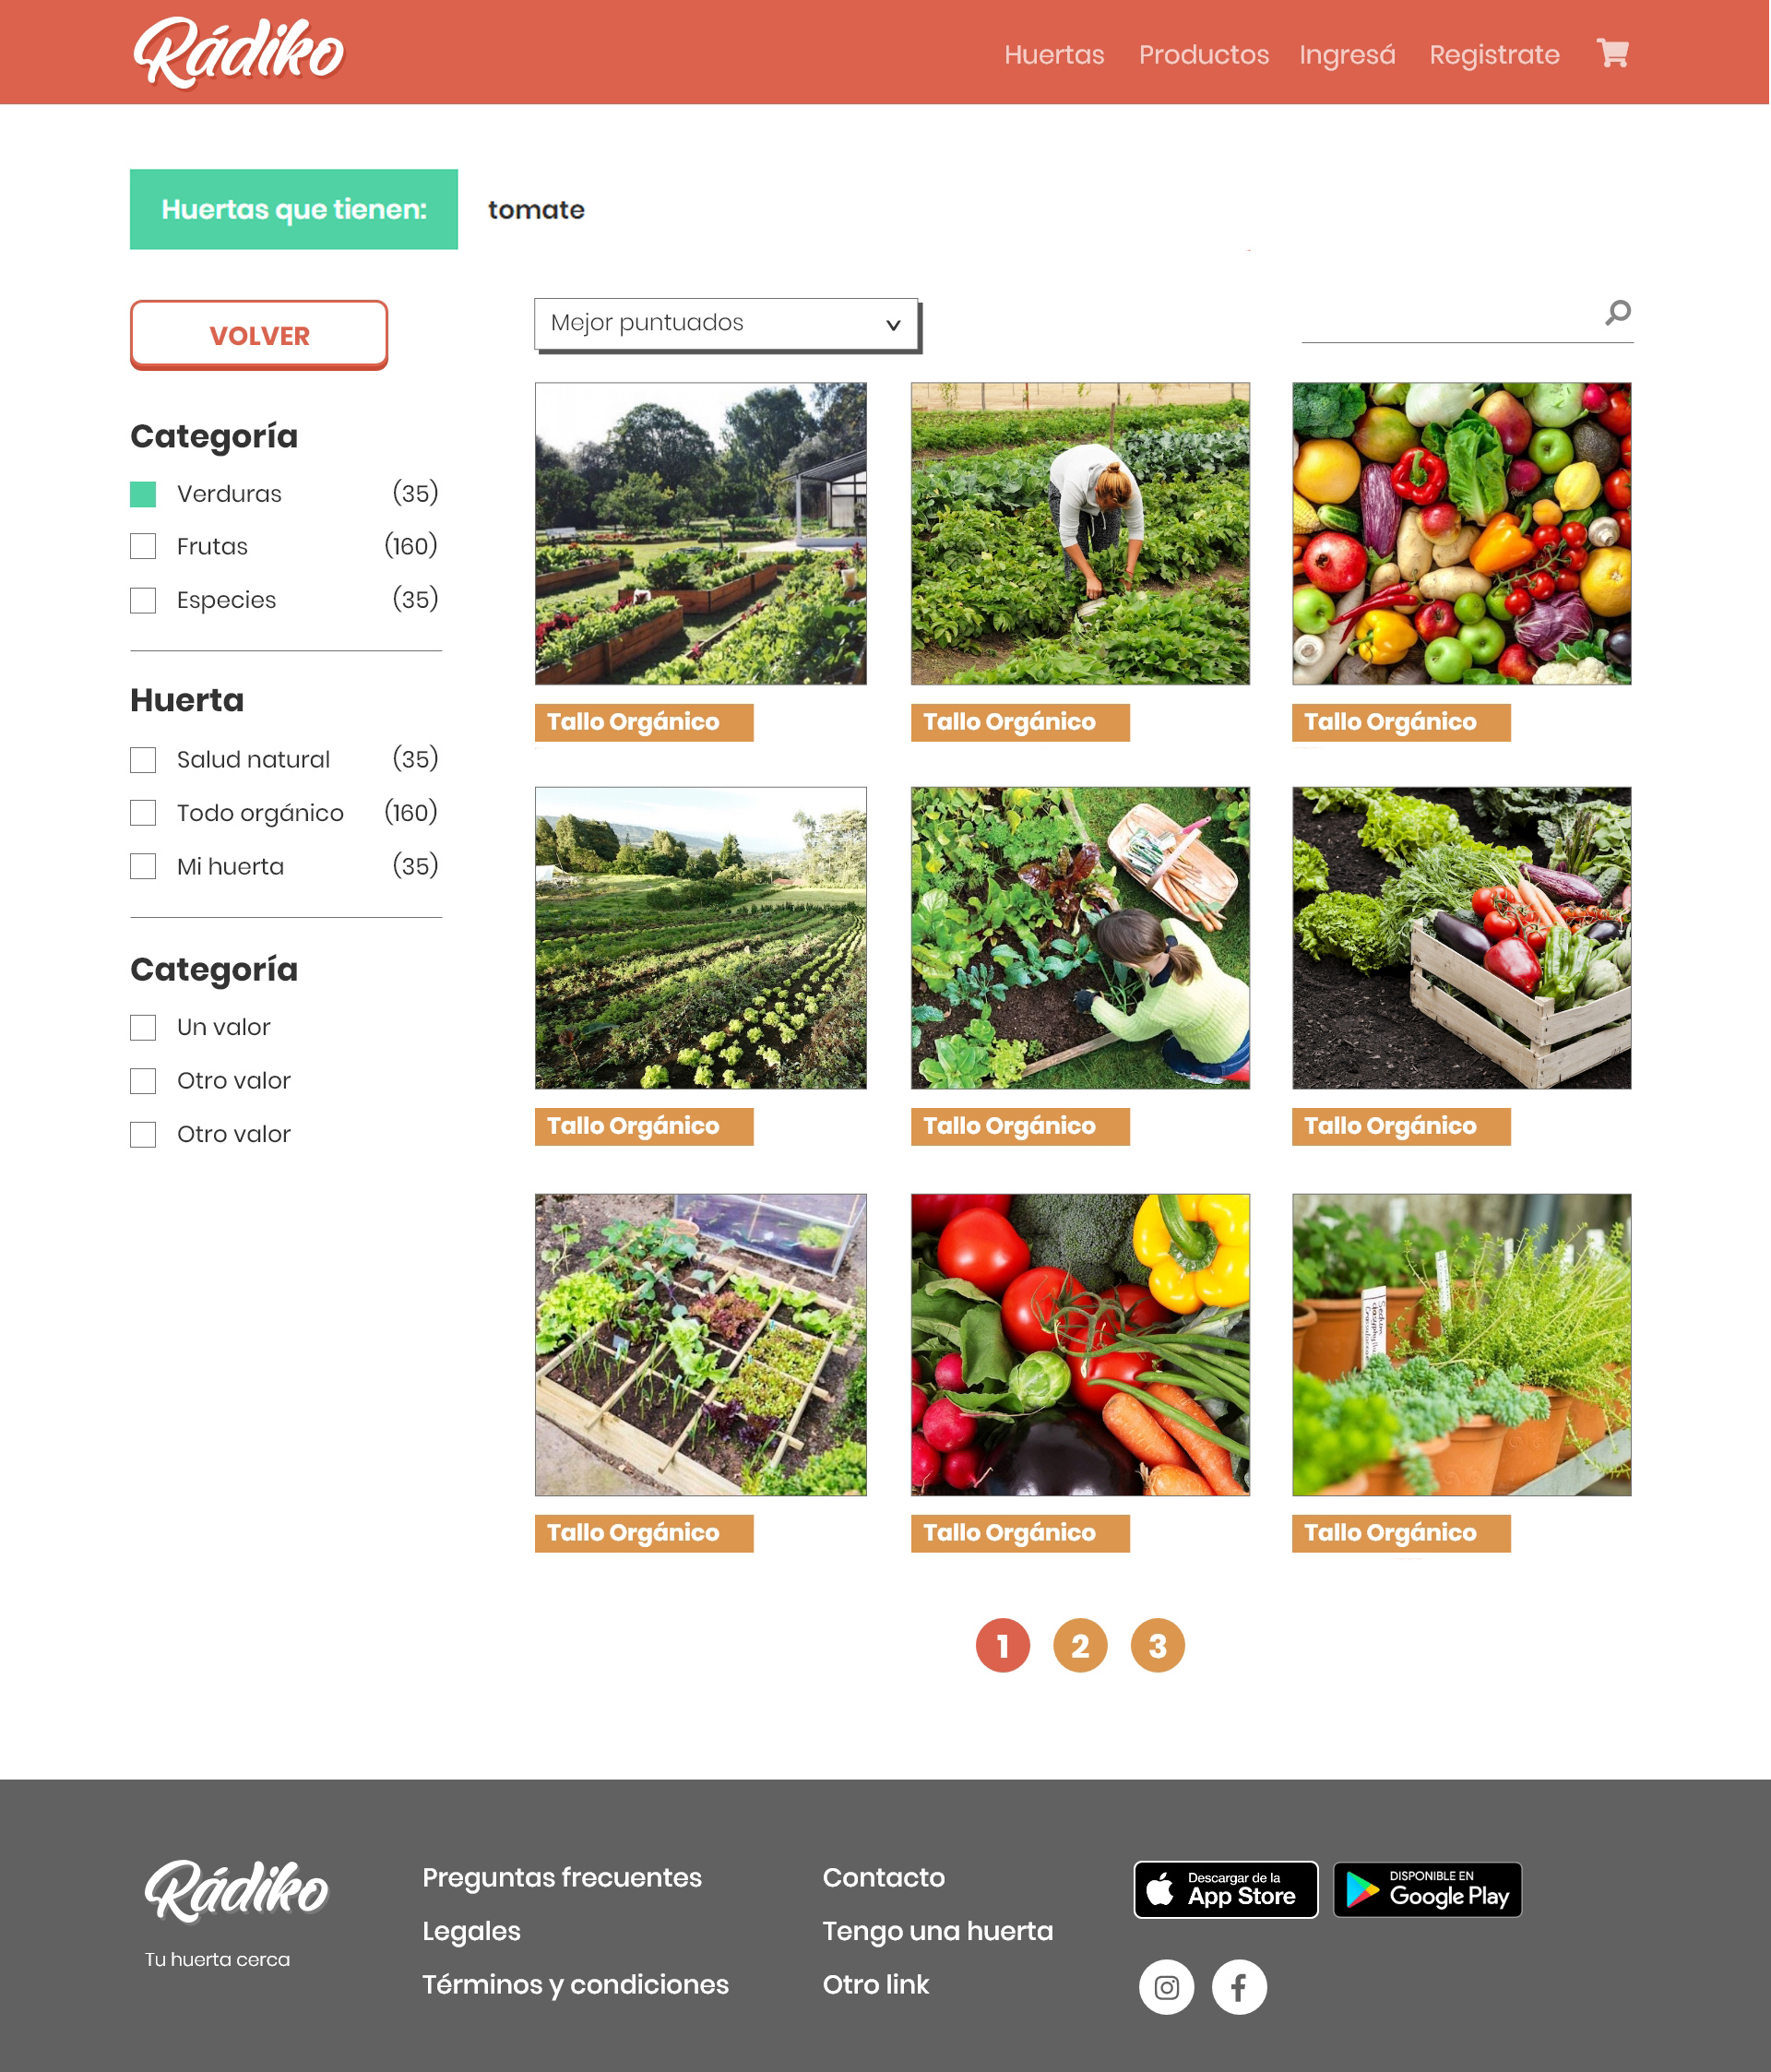 Rádiko
Huertas Productos Ingresá Registrate
Huertas que tienen: tomate
VOLVER
Mejor puntuados
Categoría
Verduras (35)
Frutas (160)
Especies (35)
Huerta
Salud natural (35)
Todo orgánico (160)
Mi huerta (35)
Categoría
Un valor
Otro valor
Otro valor
Tallo Orgánico Tallo Orgánico Tallo Orgánico
Tallo Orgánico Tallo Orgánico Tallo Orgánico
Tallo Orgánico Tallo Orgánico Tallo Orgánico
1 2 3
Rádiko
Tu huerta cerca
Preguntas frecuentes
Legales
Términos y condiciones
Contacto
Tengo una huerta
Otro link
Descargar de la
App Store
DISPONIBLE EN
Google Play